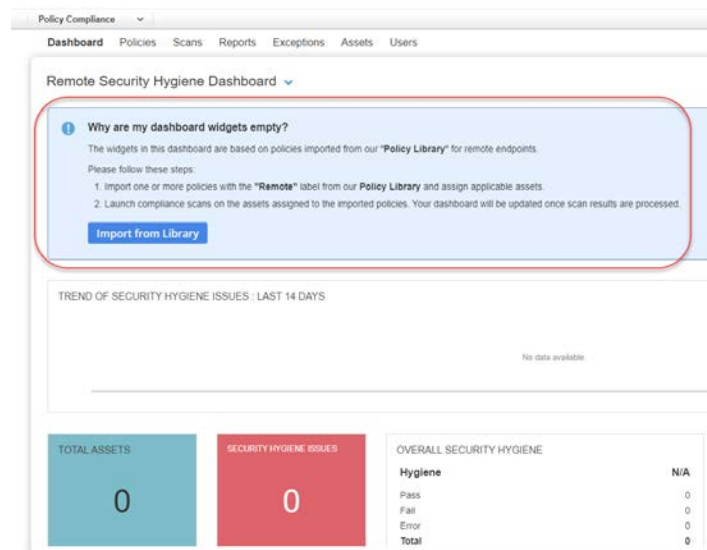 Policy Compliance
Dashboard Policies Scans Reports Exceptions Assets Users
Remote Security Hygiene Dashboard
Why are my dashboard widgets empty?
The widgets in this dashboard are based on policies imported from our "Policy Library" for remote endpoints.
Please follow these steps:
1. Import one or more policies with the "Remote" label from our Policy Library and assign applicable assets.
2. Launch compliance scans on the assets assigned to the imported policies. Your dashboard will be updated once scan results are processed.
Import from Library
TREND OF SECURITY HYGIENE ISSUES : LAST 14 DAYS
No data available.
TOTAL ASSETS
0
SECURITY HYGIENE ISSUES
0
OVERALL SECURITY HYGIENE
Hygiene N/A
Pass 0
Fail 0
Error 0
Total 0